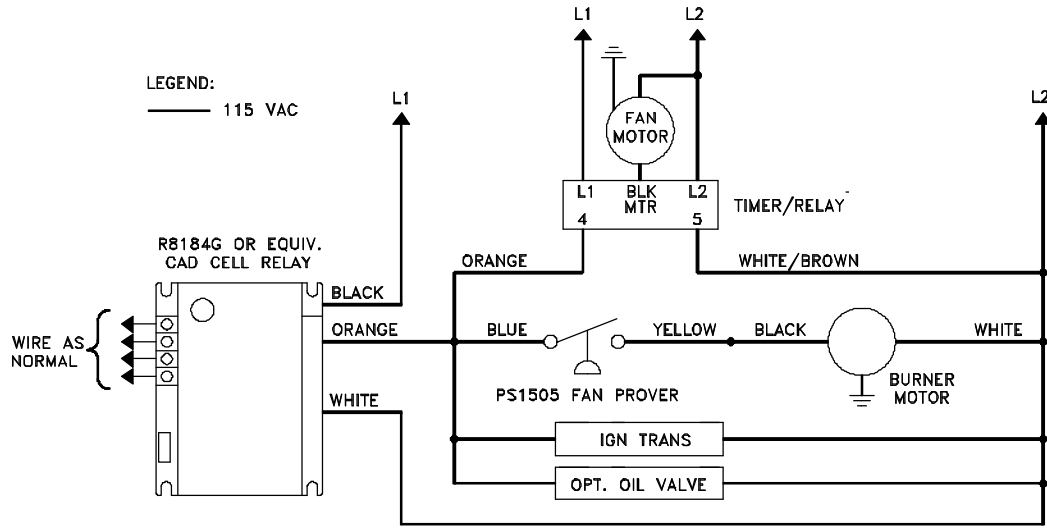 L1
L2
LEGEND:
115 VAC
L1
L2
FAN
MOTOR
L1
BLK
L2
MTR
4
5
TIMER/RELAY
R8184G OR EQUIV.
CAD CELL RELAY
ORANGE
WHITE/BROWN
BLACK
ORANGE
BLUE
YELLOW
BLACK
WHITE
WIRE AS
NORMAL
PS1505 FAN PROVER
BURNER
MOTOR
WHITE
IGN TRANS
OPT. OIL VALVE